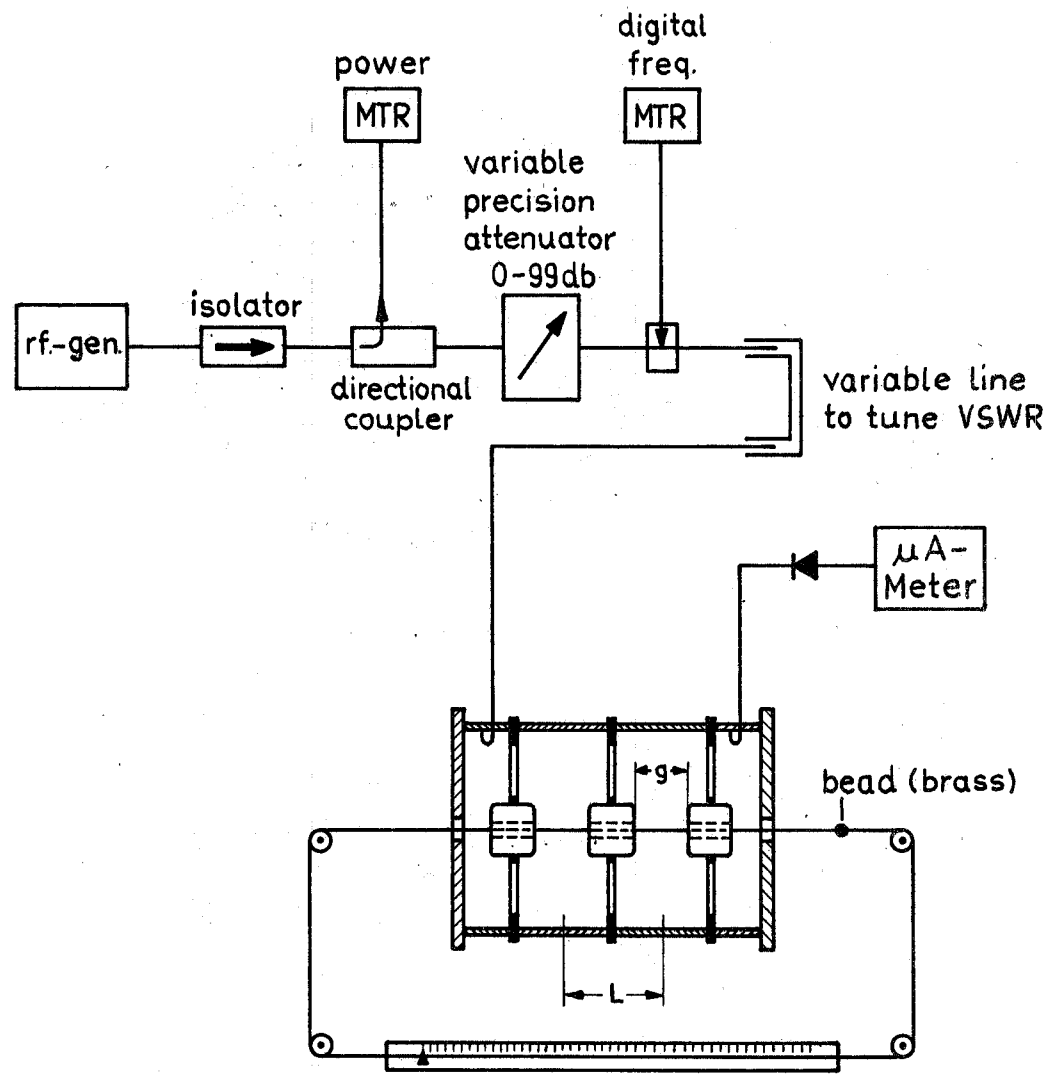 power
MTR
digital
freq.
MTR
variable
precision
attenuator
0-99db
isolator
rf.-gen.
directional
coupler
variable line
to tune VSWR
μA-
Meter
g
bead (brass)
L